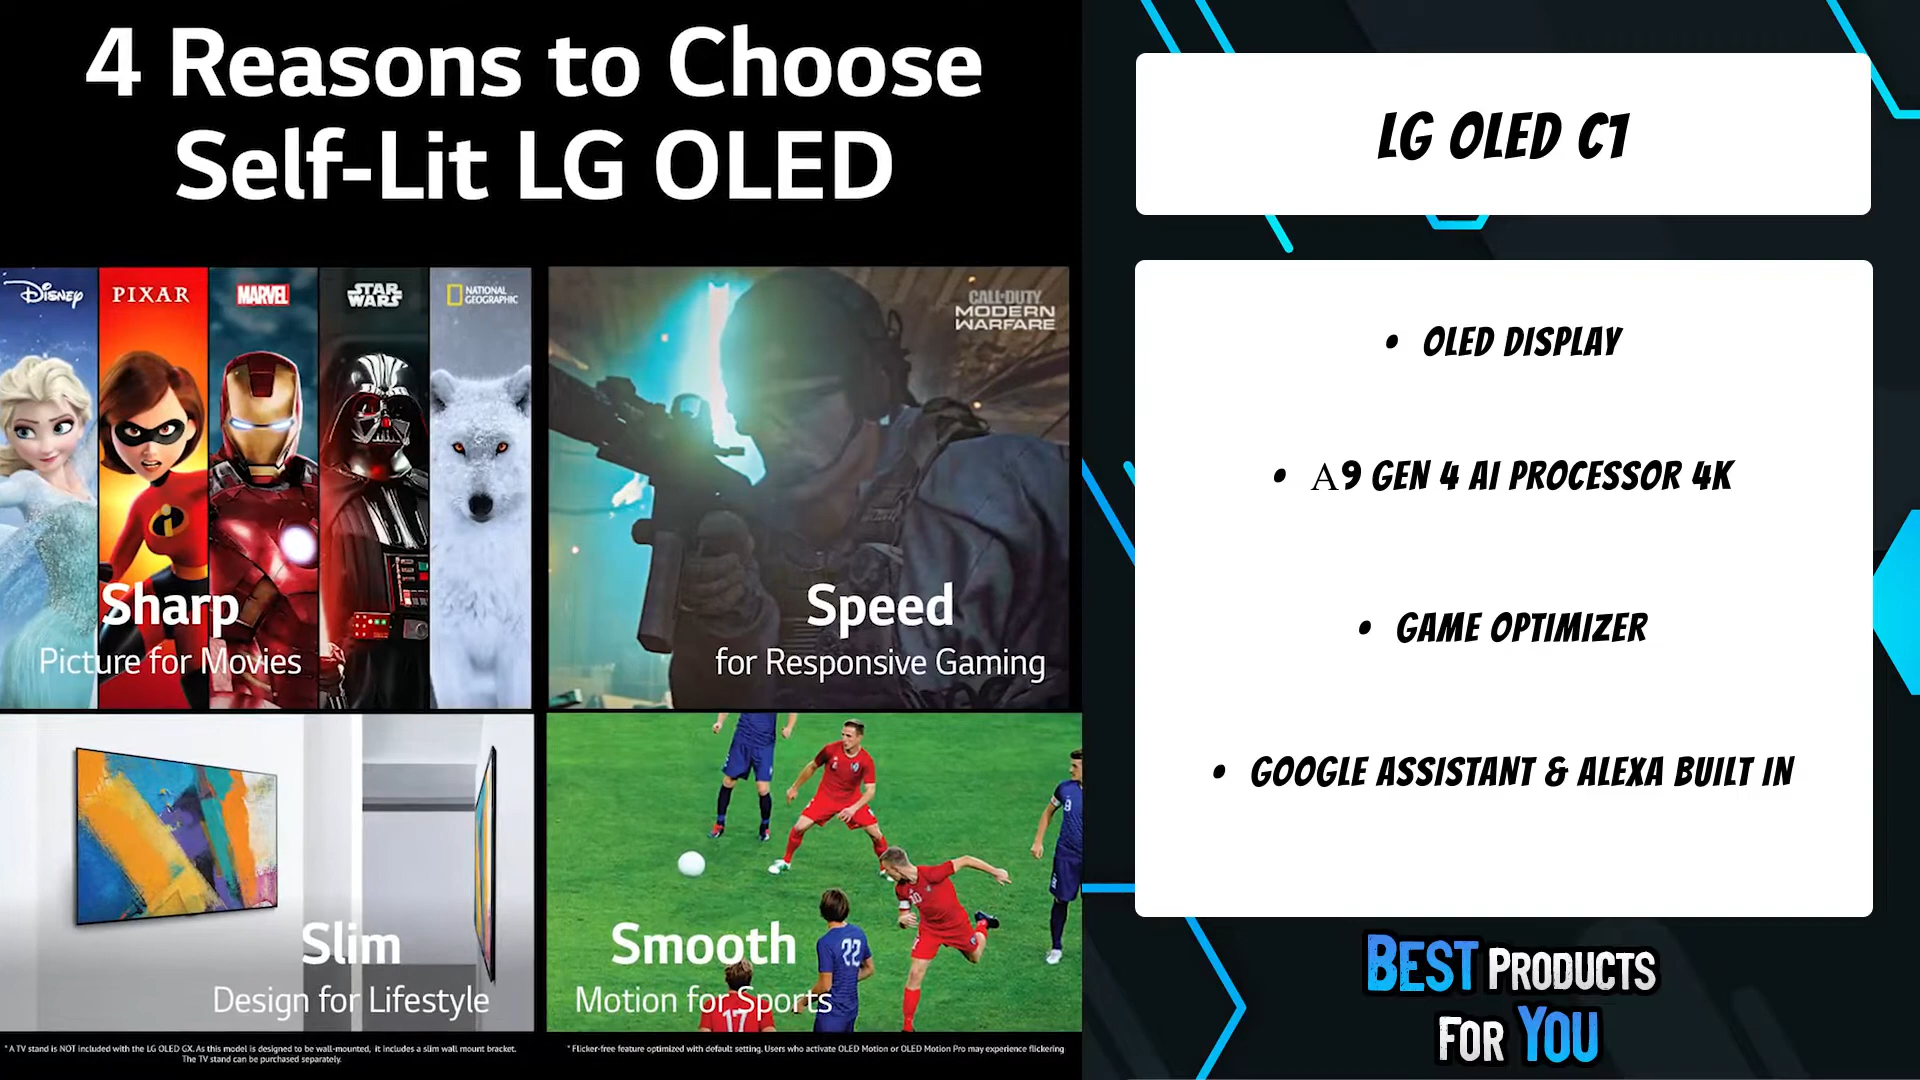 4 Reasons to Choose
Self-Lit LG OLED
DISNEY
PIXAR
MARVEL
STAR
WARS
NATIONAL
GEOGRAPHIC
Sharp
Picture for Movies
CALL OF DUTY
MODERN
WARFARE
Speed
for Responsive Gaming
Slim
Design for Lifestyle
22
10
8
17
Smooth
Motion for Sports
* A TV stand is NOT included with the LG OLED GX. As this model is designed to be wall-mounted, it includes a slim wall mount bracket.
The TV stand can be purchased separately.
* Flicker-free feature optimized with default setting. Users who activate OLED Motion or OLED Motion Pro may experience flickering
LG OLED C1
• OLED DISPLAY
• Α9 GEN 4 AI PROCESSOR 4K
• GAME OPTIMIZER
• GOOGLE ASSISTANT & ALEXA BUILT IN
BEST PRODUCTS
FOR YOU